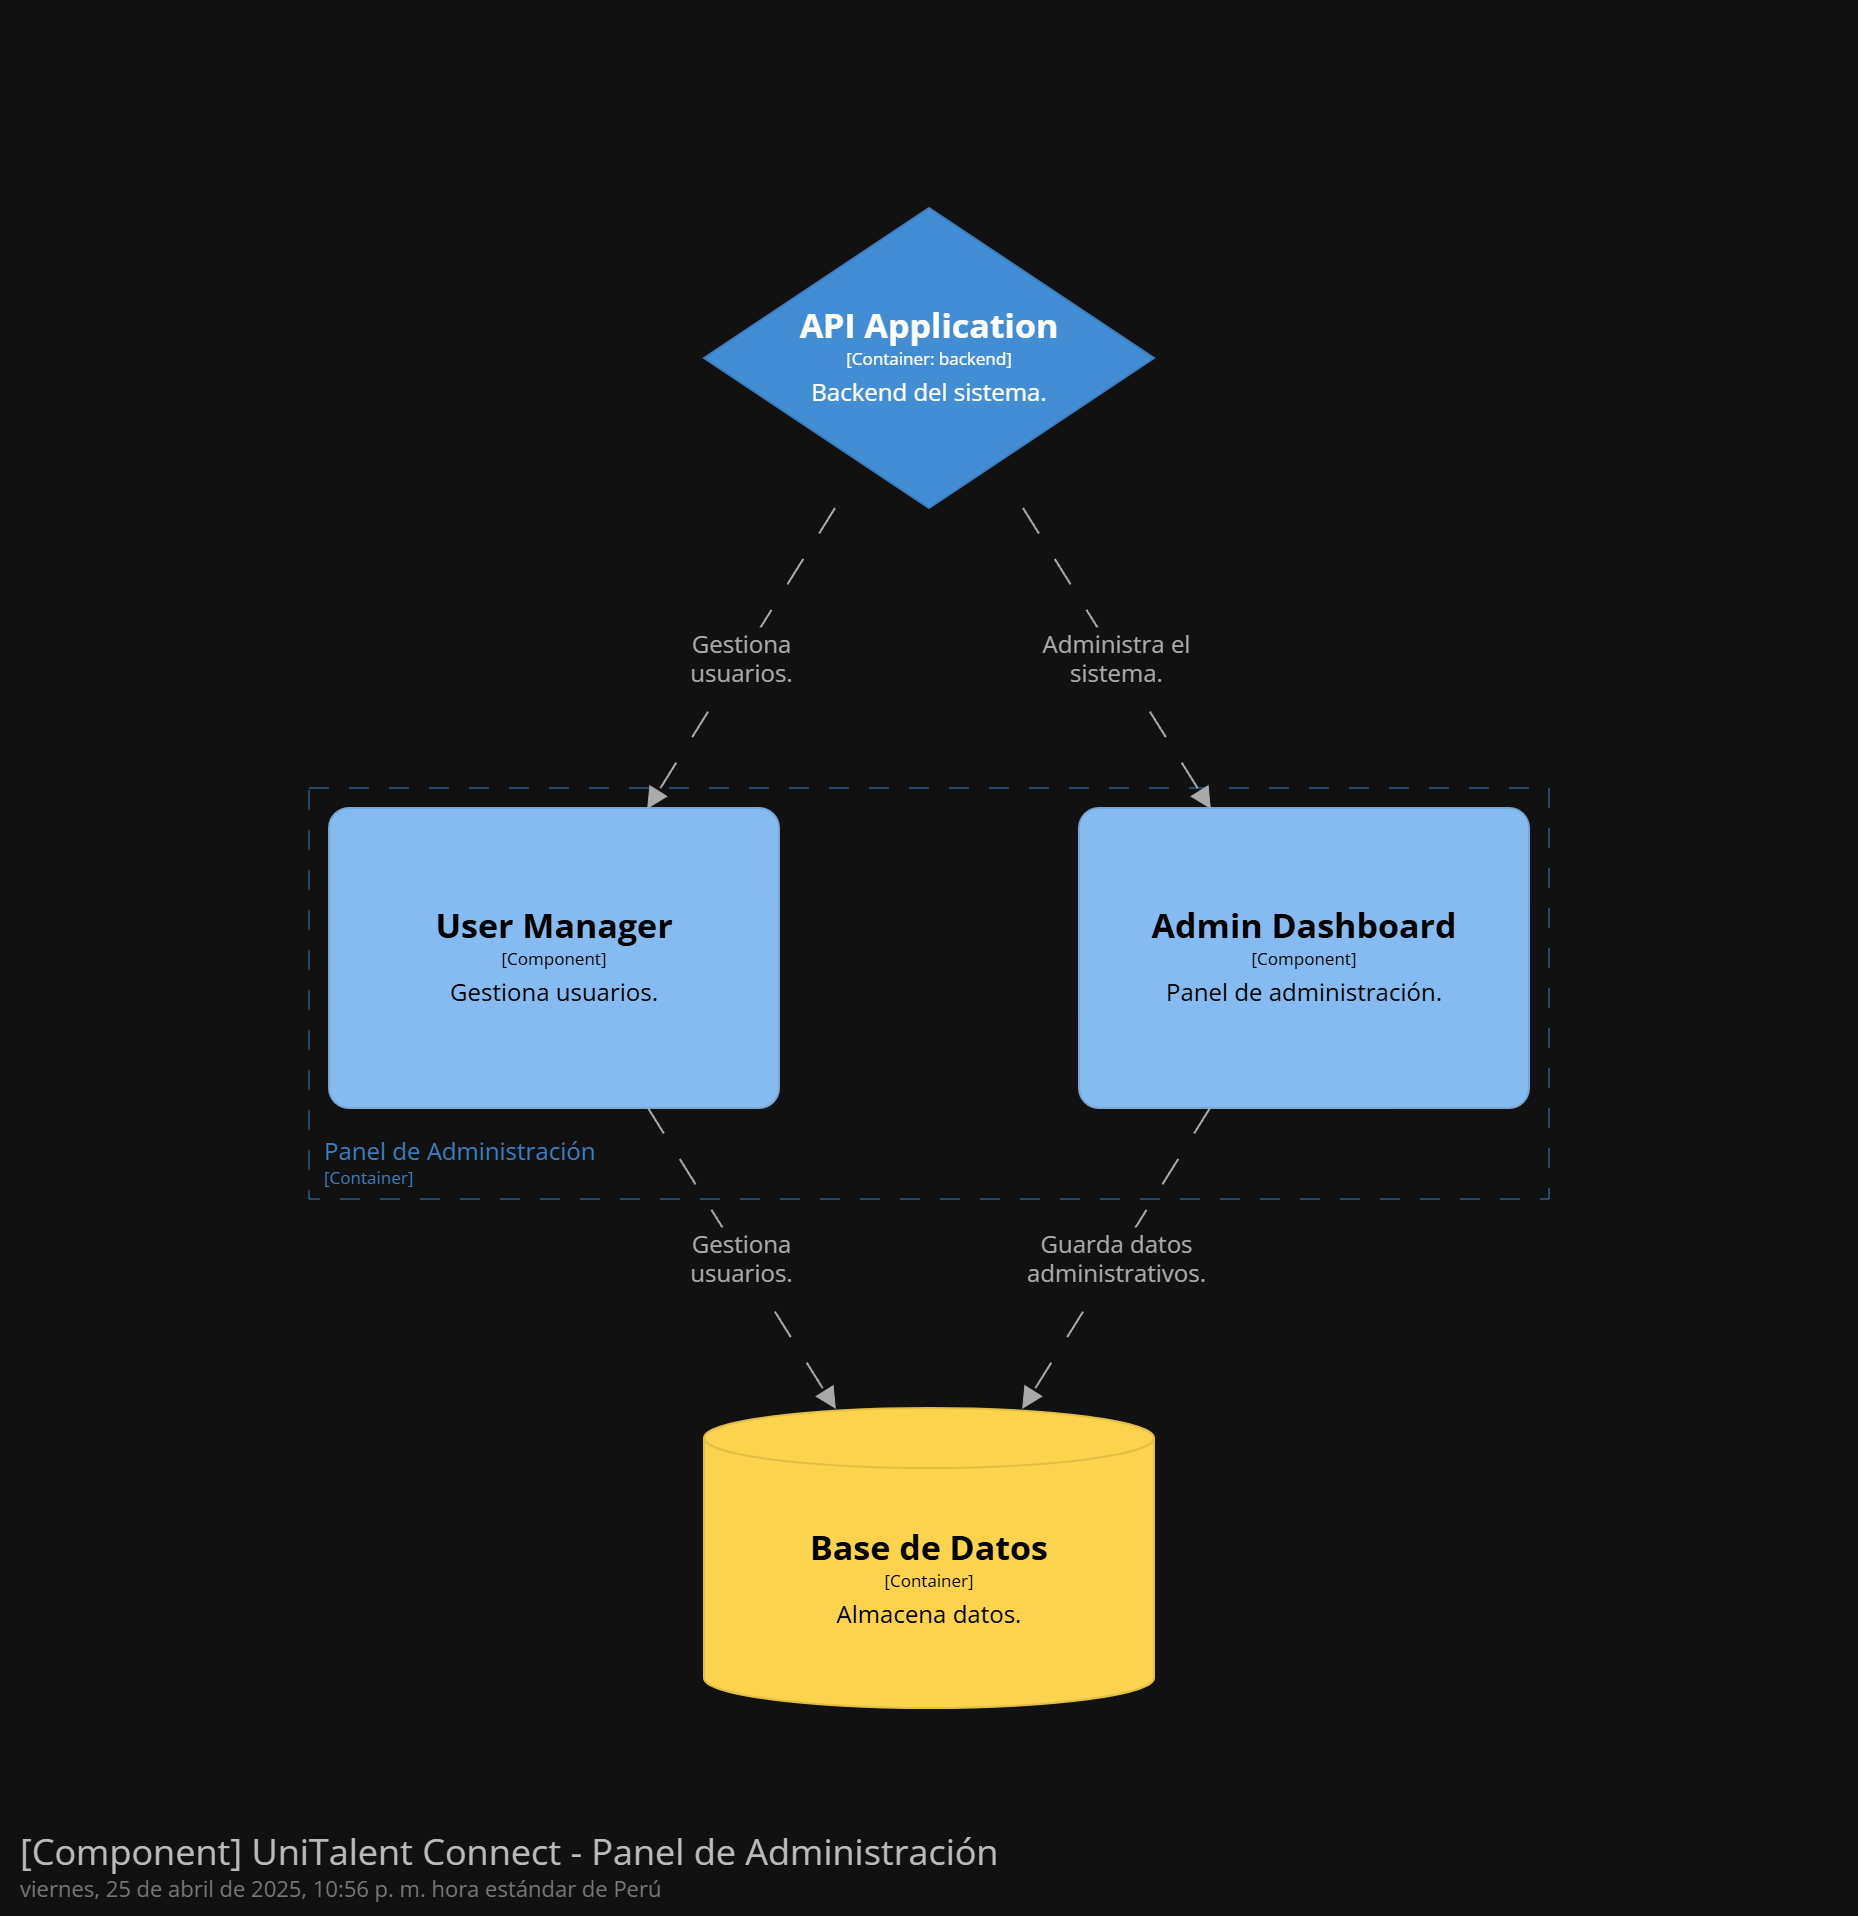 API Application
[Container: backend]
Backend del sistema.
Gestiona
usuarios.
Administra el
sistema.
User Manager
[Component]
Gestiona usuarios.
Admin Dashboard
[Component]
Panel de administración.
Panel de Administración
[Container]
Gestiona
usuarios.
Guarda datos
administrativos.
Base de Datos
[Container]
Almacena datos.
[Component] UniTalent Connect - Panel de Administración
viernes, 25 de abril de 2025, 10:56 p. m. hora estándar de Perú